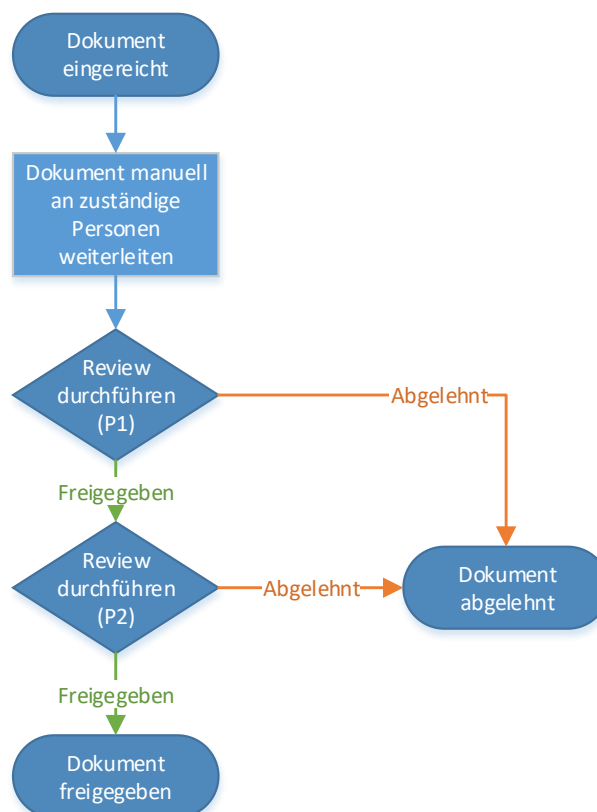 Dokument
eingereicht
Dokument manuell
an zuständige
Personen
weiterleiten
Review
durchführen
(P1)
Abgelehnt
Freigegeben
Review
durchführen
(P2)
Abgelehnt
Dokument
abgelehnt
Freigegeben
Dokument
freigegeben